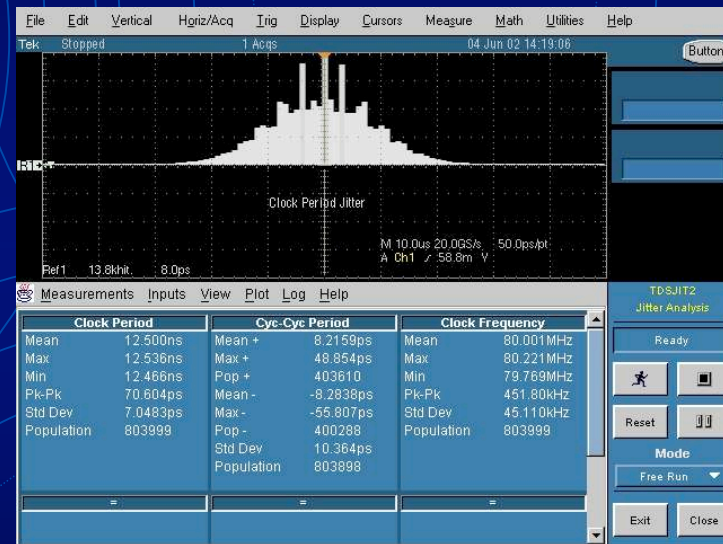 File Edit Vertical Horiz/Acq Trig Display Cursors Measure Math Utilities Help
Tek Stopped 1 Acqs 04 Jun 02 14:19:06
Button
Clock Period Jitter
M 10.0us 20.0GS/s 50.0ps/pt
A Ch1 / 58.8m V
Ref1 13.8khit. 8.0ps
Measurements Inputs View Plot Log Help
TDSJIT2
Jitter Analysis
Clock Period Cyc-Cyc Period Clock Frequency
Mean 12.500ns Mean + 8.2159ps Mean 80.001MHz
Max 12.536ns Max + 48.854ps Max 80.221MHz
Min 12.466ns Pop + 403610 Min 79.769MHz
Pk-Pk 70.604ps Mean - -8.2838ps Pk-Pk 451.80kHz
Std Dev 7.0483ps Max - -55.807ps Std Dev 45.110kHz
Population 803999 Pop - 400288 Population 803999
Std Dev 10.364ps
Population 803898
= = =
Ready
Reset
Mode
Free Run
Exit Close